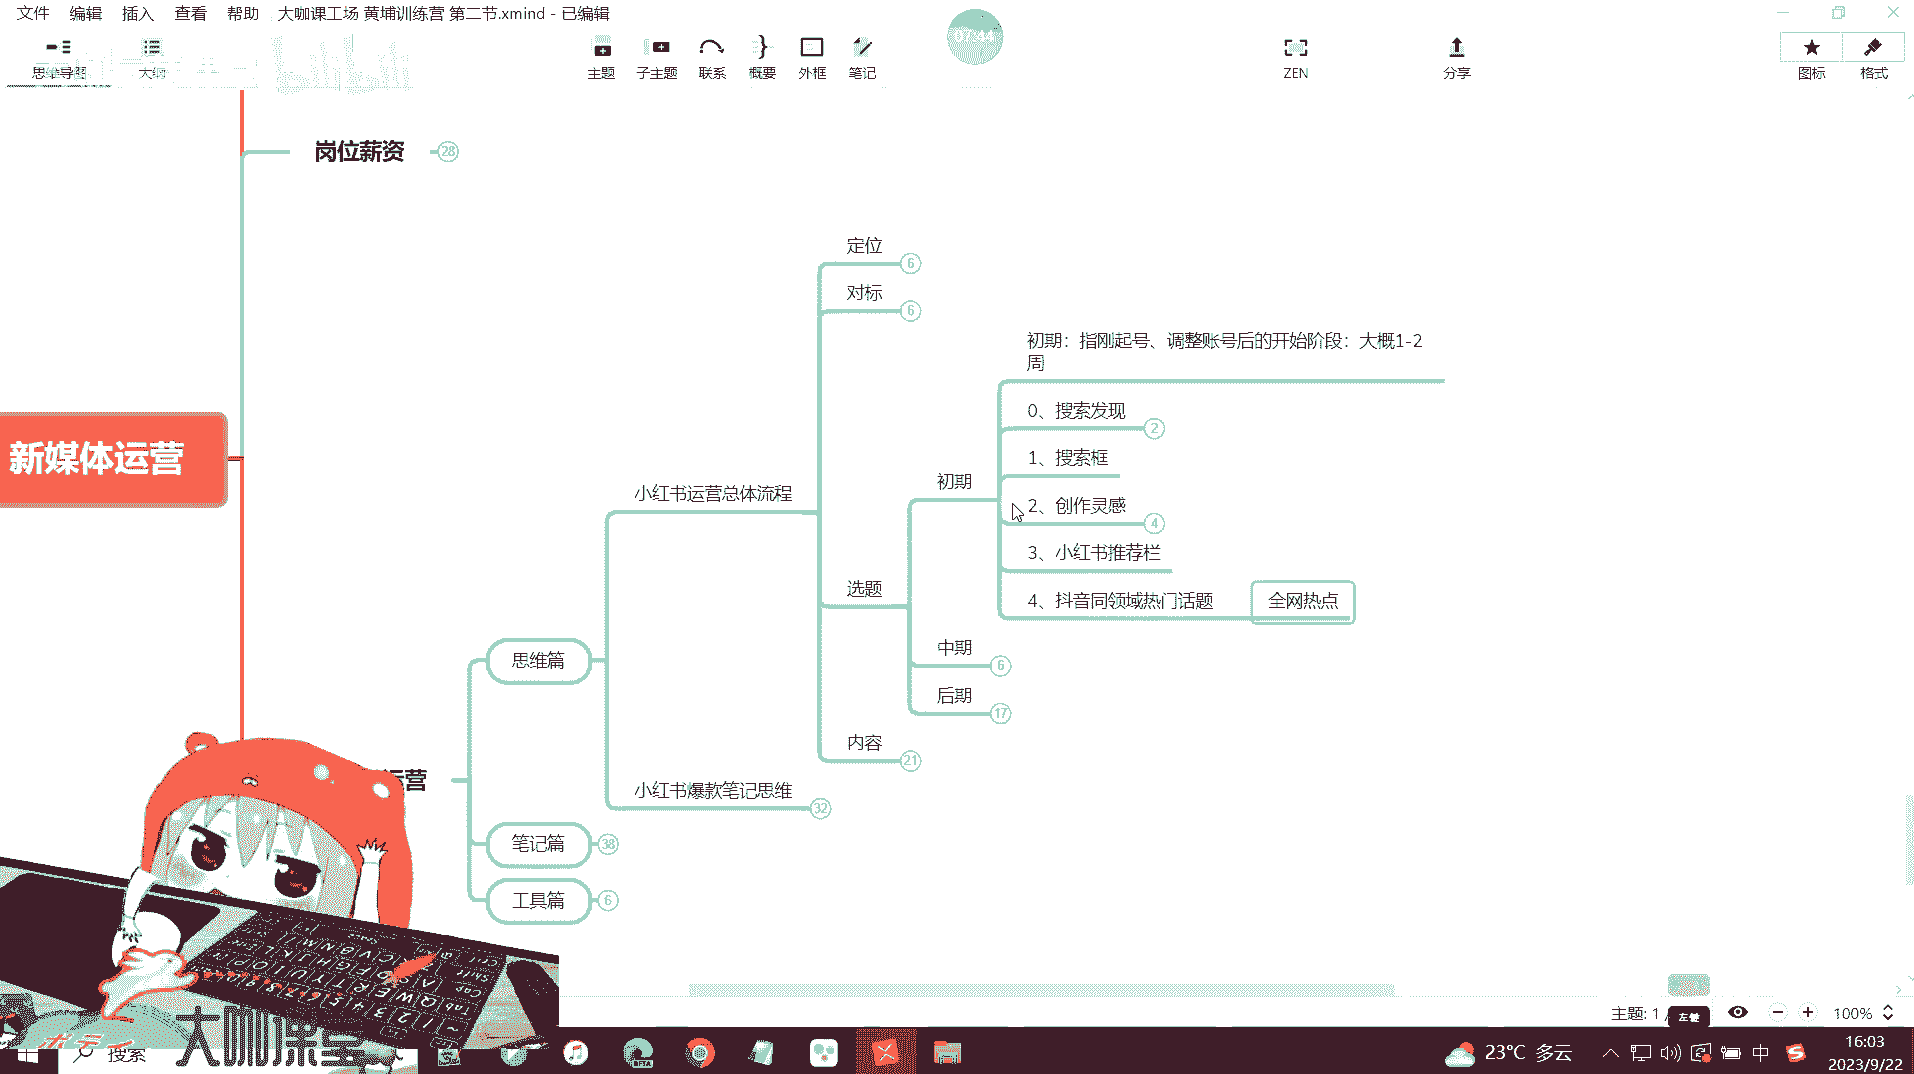 文件 编辑 插入 查看 帮助 大咖课工场 黄埔训练营 第二节.xmind - 已编辑
07:44
思维导图 大纲 主题 子主题 联系 概要 外框 笔记 ZEN 分享 图标 格式
bilibili
岗位薪资 28
定位 6
对标 6
初期：指刚起号、调整账号后的开始阶段：大概1-2
周
0、搜索发现 2
1、搜索框
初期
小红书运营总体流程
2、创作灵感 4
3、小红书推荐栏
选题
4、抖音同领域热门话题 全网热点
新媒体运营
中期 6
思维篇
后期 17
内容 21
运营
小红书爆款笔记思维 32
笔记篇 38
工具篇 6
主题: 1 / 100%
左键
大咖课堂
搜索
BETA
23°C 多云 中
16:03
2023/9/22